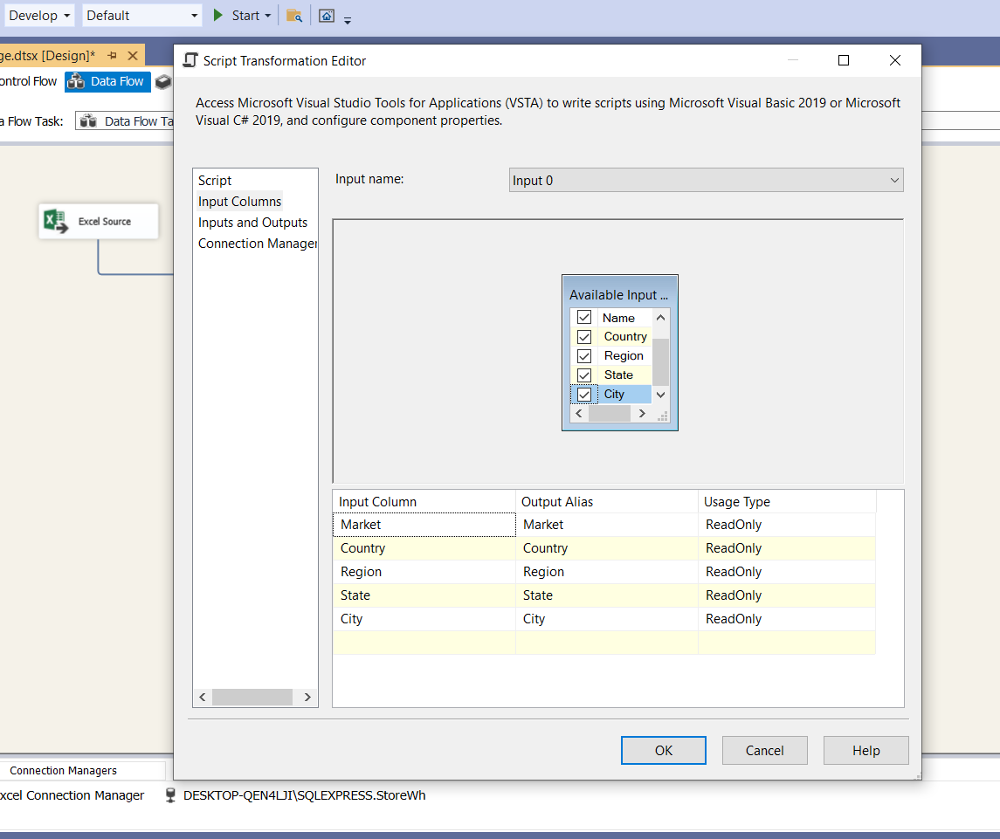 Develop Default Start
ge.dtsx [Design]*
ontrol Flow Data Flow
a Flow Task: Data Flow Ta
Excel Source
Script Transformation Editor
Access Microsoft Visual Studio Tools for Applications (VSTA) to write scripts using Microsoft Visual Basic 2019 or Microsoft
Visual C# 2019, and configure component properties.
Script
Input Columns
Inputs and Outputs
Connection Manager
Input name: Input 0
Available Input ...
Name
Country
Region
State
City
Input Column Output Alias Usage Type
Market Market ReadOnly
Country Country ReadOnly
Region Region ReadOnly
State State ReadOnly
City City ReadOnly
OK Cancel Help
Connection Managers
xcel Connection Manager DESKTOP-QEN4LJI\SQLEXPRESS.StoreWh